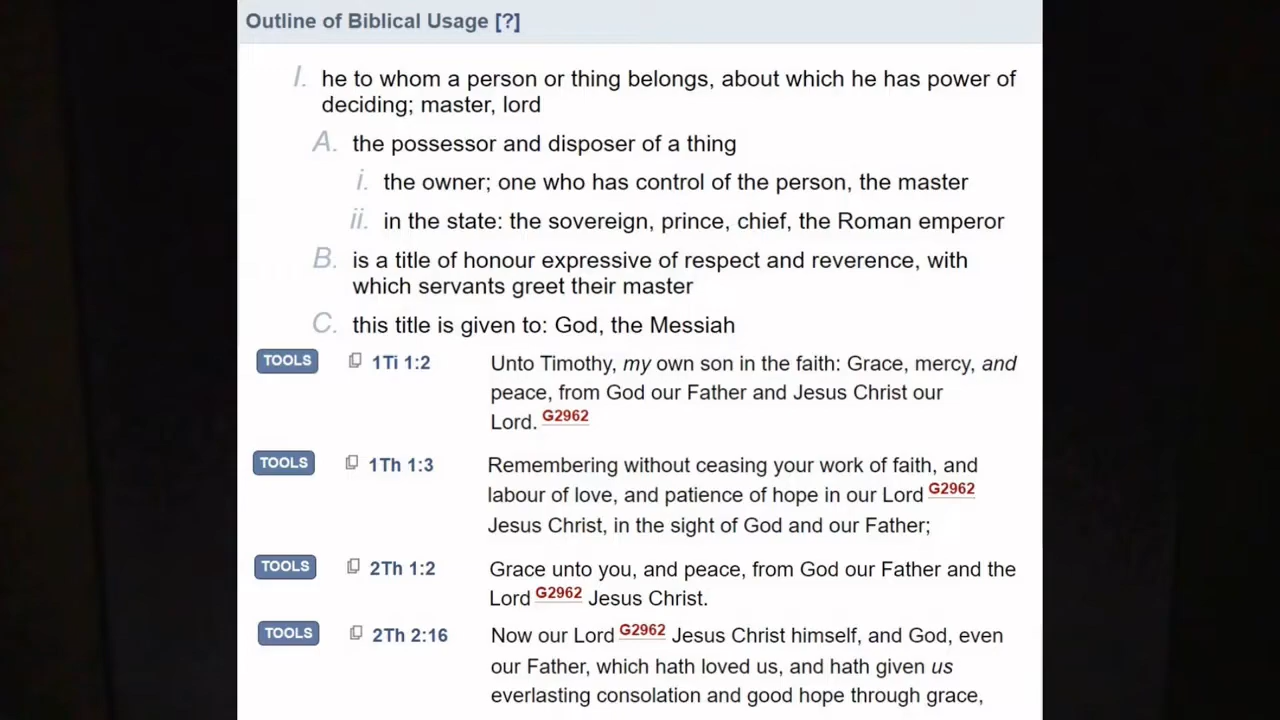 Outline of Biblical Usage [?]
I. he to whom a person or thing belongs, about which he has power of
deciding; master, lord
A. the possessor and disposer of a thing
i. the owner; one who has control of the person, the master
ii. in the state: the sovereign, prince, chief, the Roman emperor
B. is a title of honour expressive of respect and reverence, with
which servants greet their master
C. this title is given to: God, the Messiah
TOOLS 1Ti 1:2 Unto Timothy, my own son in the faith: Grace, mercy, and
peace, from God our Father and Jesus Christ our
Lord. G2962
TOOLS 1Th 1:3 Remembering without ceasing your work of faith, and
labour of love, and patience of hope in our Lord G2962
Jesus Christ, in the sight of God and our Father;
TOOLS 2Th 1:2 Grace unto you, and peace, from God our Father and the
Lord G2962 Jesus Christ.
TOOLS 2Th 2:16 Now our Lord G2962 Jesus Christ himself, and God, even
our Father, which hath loved us, and hath given us
everlasting consolation and good hope through grace,